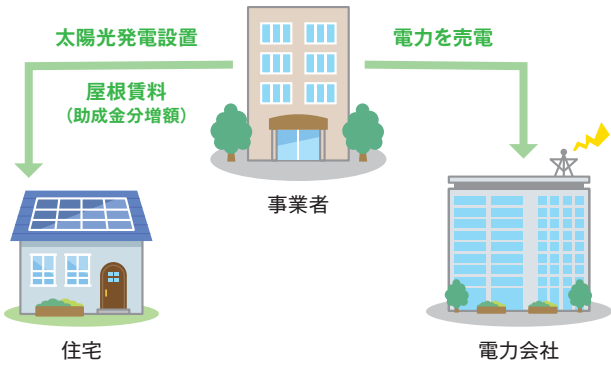 太陽光発電設置
屋根賃料
（助成金分増額）
電力を売電
事業者
住宅
電力会社